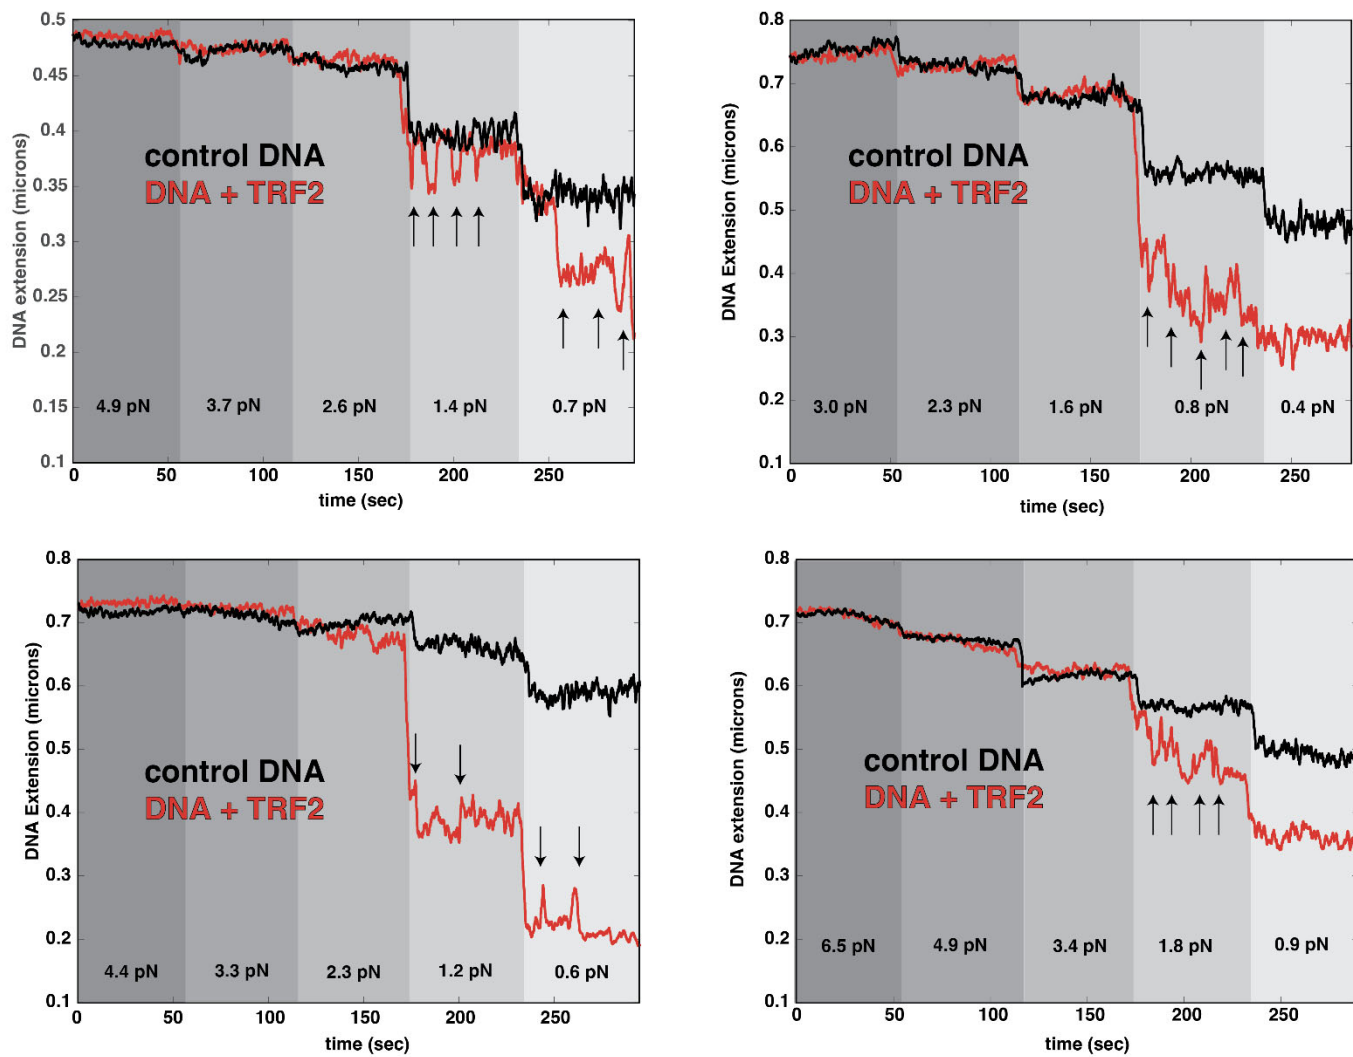 DNA extension (microns)
0.5
0.45
0.4
0.35
0.3
0.25
0.2
0.15
0.1
control DNA
DNA + TRF2
4.9 pN 3.7 pN 2.6 pN 1.4 pN 0.7 pN
0 50 100 150 200 250
time (sec)
DNA Extension (microns)
0.8
0.7
0.6
0.5
0.4
0.3
0.2
0.1
control DNA
DNA + TRF2
3.0 pN 2.3 pN 1.6 pN 0.8 pN 0.4 pN
0 50 100 150 200 250
time (sec)
DNA Extension (microns)
0.8
0.7
0.6
0.5
0.4
0.3
0.2
0.1
control DNA
DNA + TRF2
4.4 pN 3.3 pN 2.3 pN 1.2 pN 0.6 pN
0 50 100 150 200 250
time (sec)
DNA extension (microns)
0.8
0.7
0.6
0.5
0.4
0.3
0.2
0.1
control DNA
DNA + TRF2
6.5 pN 4.9 pN 3.4 pN 1.8 pN 0.9 pN
0 50 100 150 200 250
time (sec)